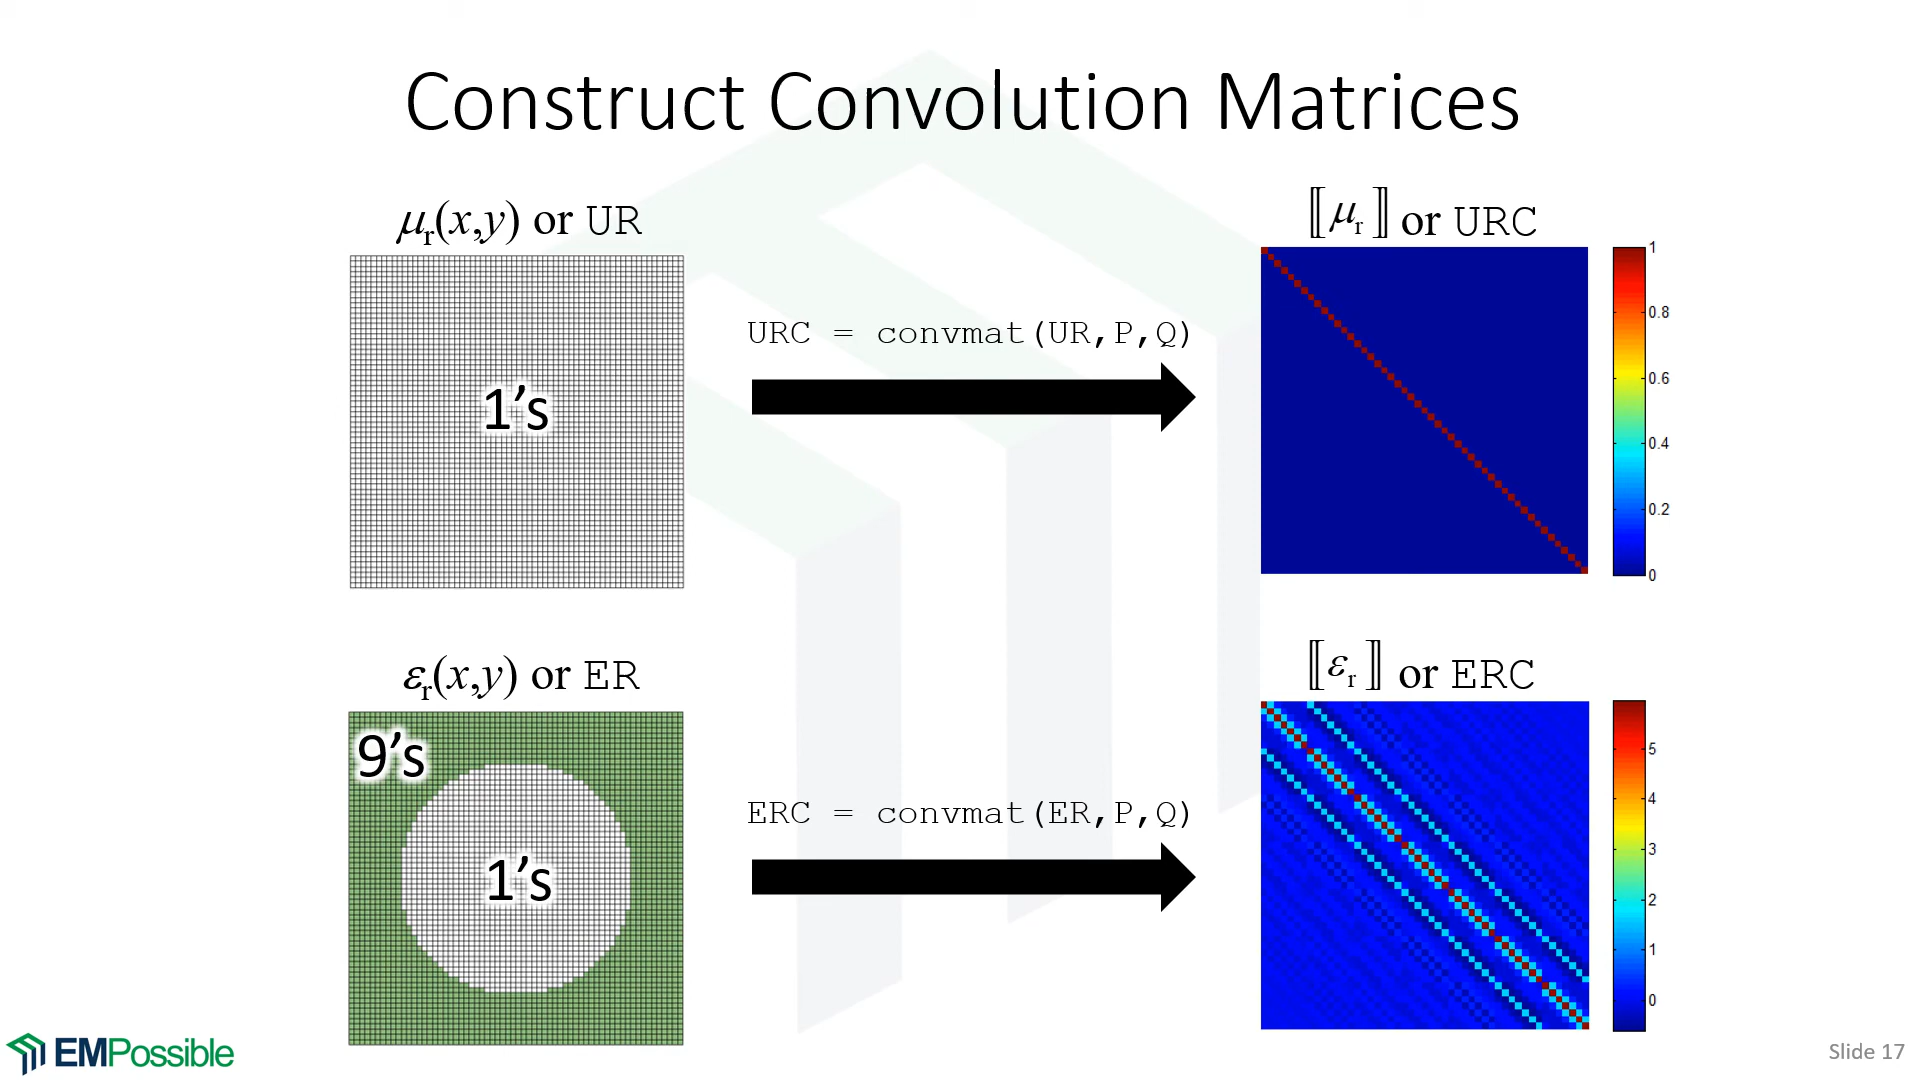 Construct Convolution Matrices
μr(x,y) or UR
⟦μr⟧ or URC
1's
URC = convmat(UR,P,Q)
1
0.8
0.6
0.4
0.2
0
εr(x,y) or ER
⟦εr⟧ or ERC
9's
1's
ERC = convmat(ER,P,Q)
5
4
3
2
1
0
EMPossible
Slide 17